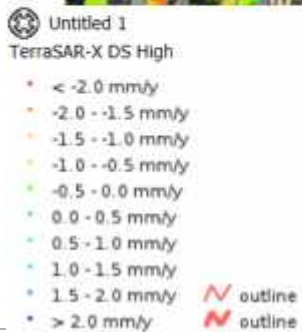 Untitled 1
TerraSAR-X DS High
< -2.0 mm/y
-2.0 - -1.5 mm/y
-1.5 - -1.0 mm/y
-1.0 - -0.5 mm/y
-0.5 - 0.0 mm/y
0.0 - 0.5 mm/y
0.5 - 1.0 mm/y
1.0 - 1.5 mm/y
1.5 - 2.0 mm/y outline
> 2.0 mm/y outline